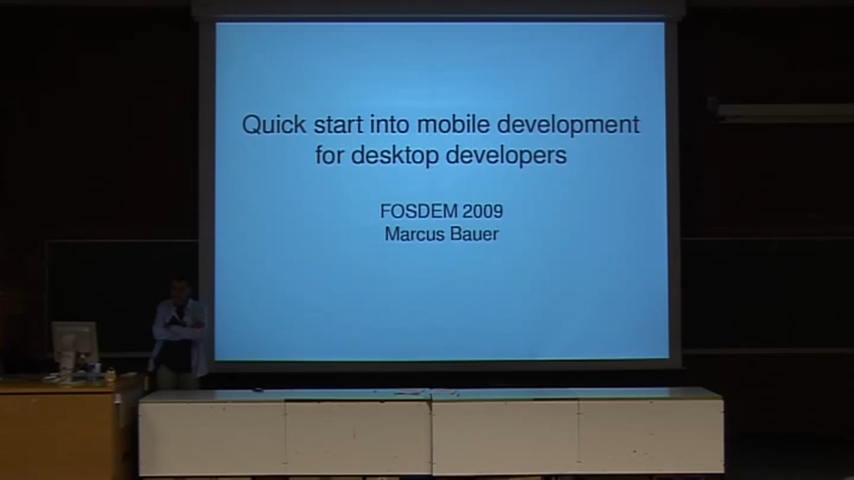 Quick start into mobile development
for desktop developers
FOSDEM 2009
Marcus Bauer